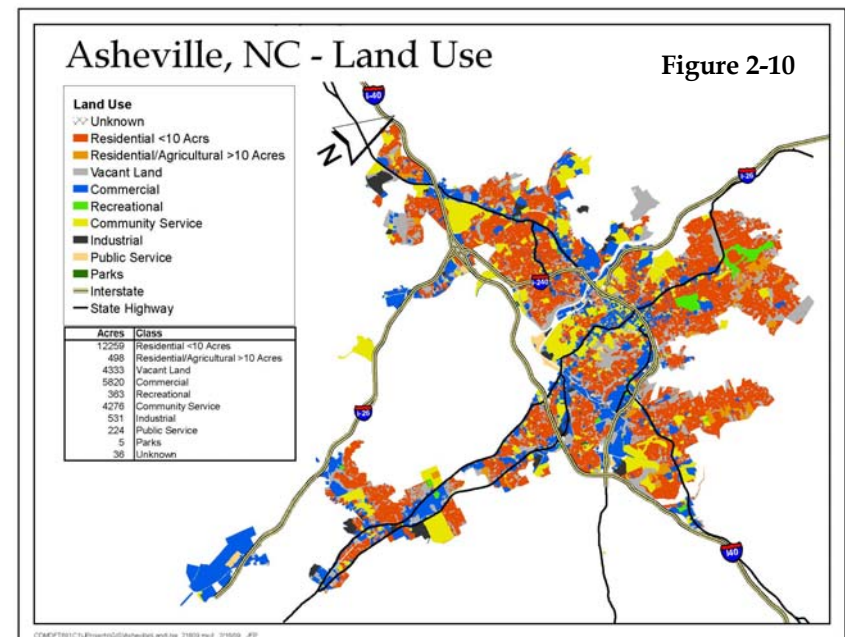 Asheville, NC - Land Use
Figure 2-10
Land Use
Unknown
Residential <10 Acrs
Residential/Agricultural >10 Acres
Vacant Land
Commercial
Recreational
Community Service
Industrial
Public Service
Parks
Interstate
State Highway
Acres Class
12259 Residential <10 Acres
498 Residential/Agricultural >10 Acres
4333 Vacant Land
5820 Commercial
363 Recreational
4276 Community Service
531 Industrial
224 Public Service
5 Parks
36 Unknown
I-40
N
I-26
I-240
I-26
I40